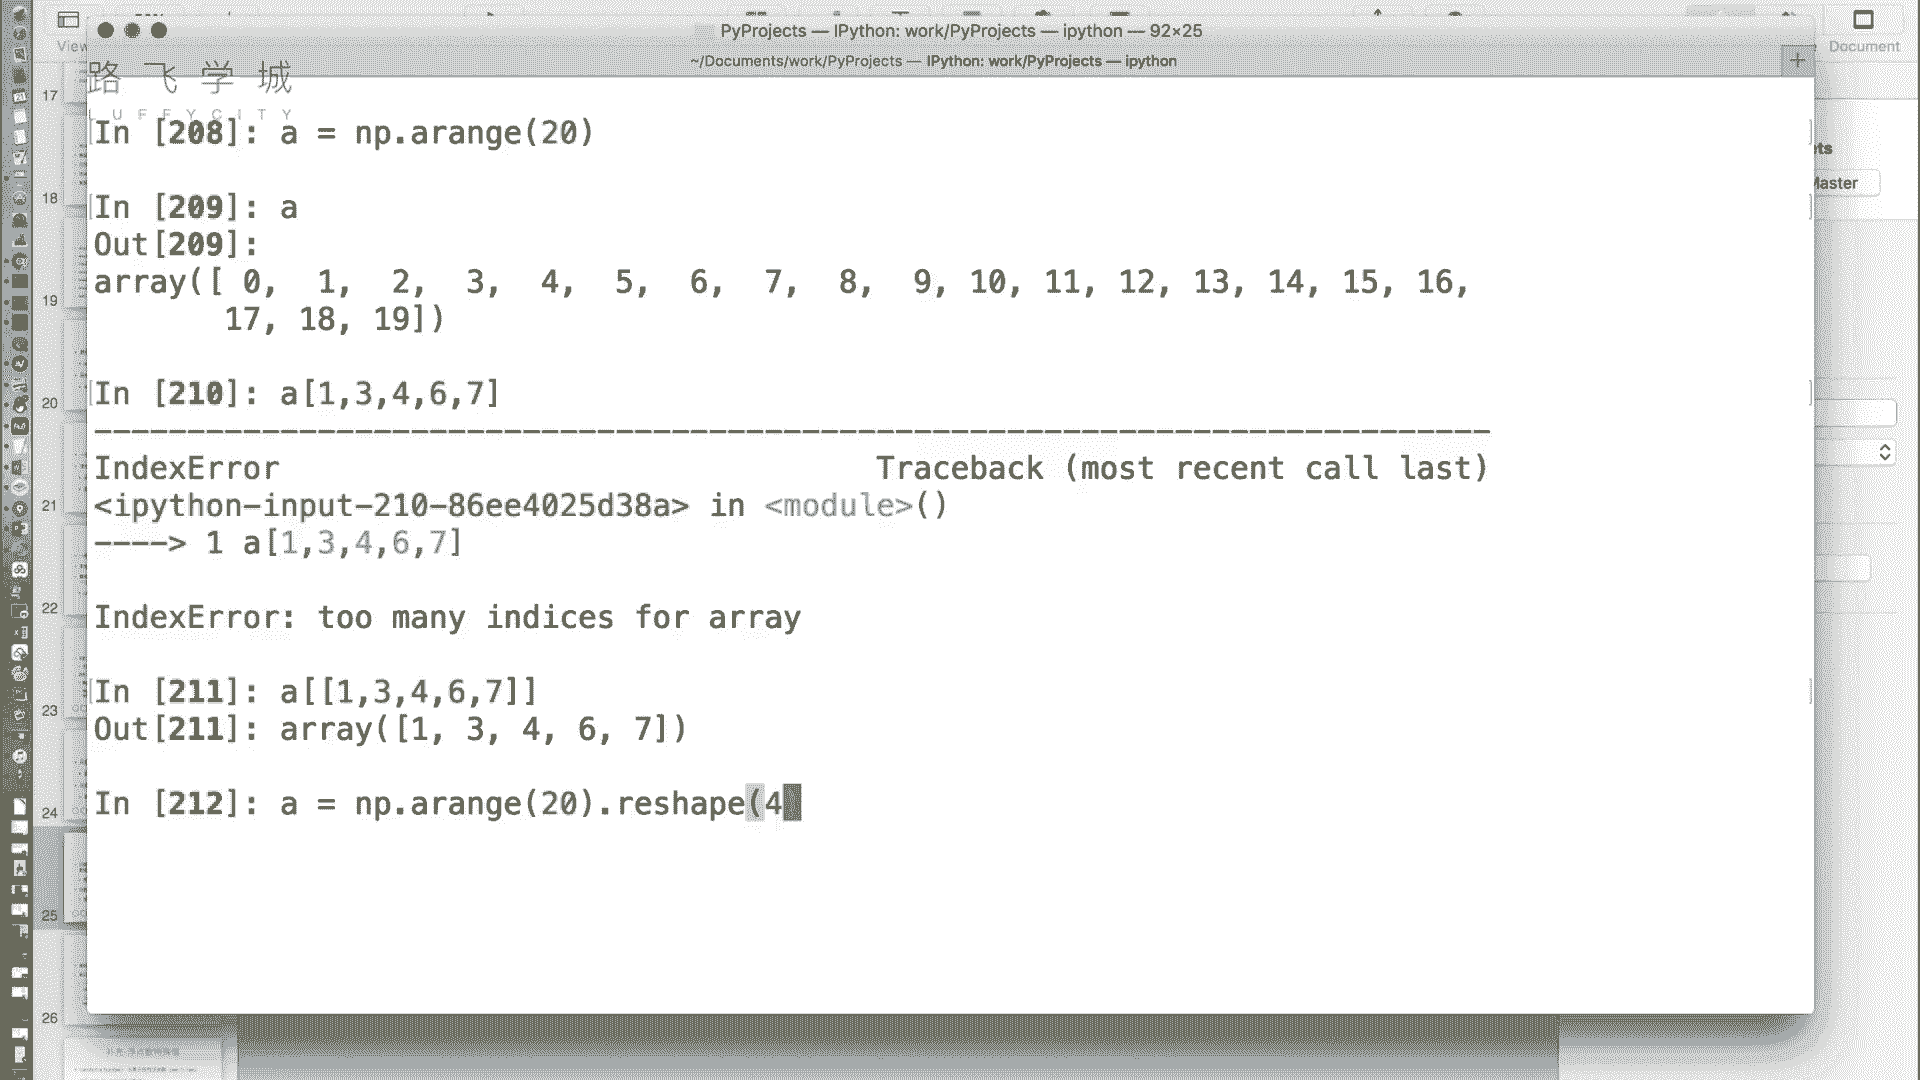 View
Document
PyProjects — IPython: work/PyProjects — ipython — 92×25
~/Documents/work/PyProjects — IPython: work/PyProjects — ipython
+
路飞学城
LUFFYCITY
In [208]: a = np.arange(20)
In [209]: a
Out[209]:
array([ 0,  1,  2,  3,  4,  5,  6,  7,  8,  9, 10, 11, 12, 13, 14, 15, 16,
       17, 18, 19])
In [210]: a[1,3,4,6,7]
---------------------------------------------------------------------------
IndexError                                Traceback (most recent call last)
<ipython-input-210-86ee4025d38a> in <module>()
----> 1 a[1,3,4,6,7]
IndexError: too many indices for array
In [211]: a[[1,3,4,6,7]]
Out[211]: array([1, 3, 4, 6, 7])
In [212]: a = np.arange(20).reshape(4
17
18
19
20
21
22
23
24
25
26